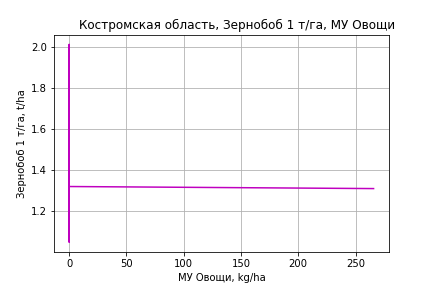 Костромская область, Зернобоб 1 т/га, МУ Овощи
2.0
1.8
1.6
1.4
1.2
Зернобоб 1 т/га, t/ha
0 50 100 150 200 250
МУ Овощи, kg/ha